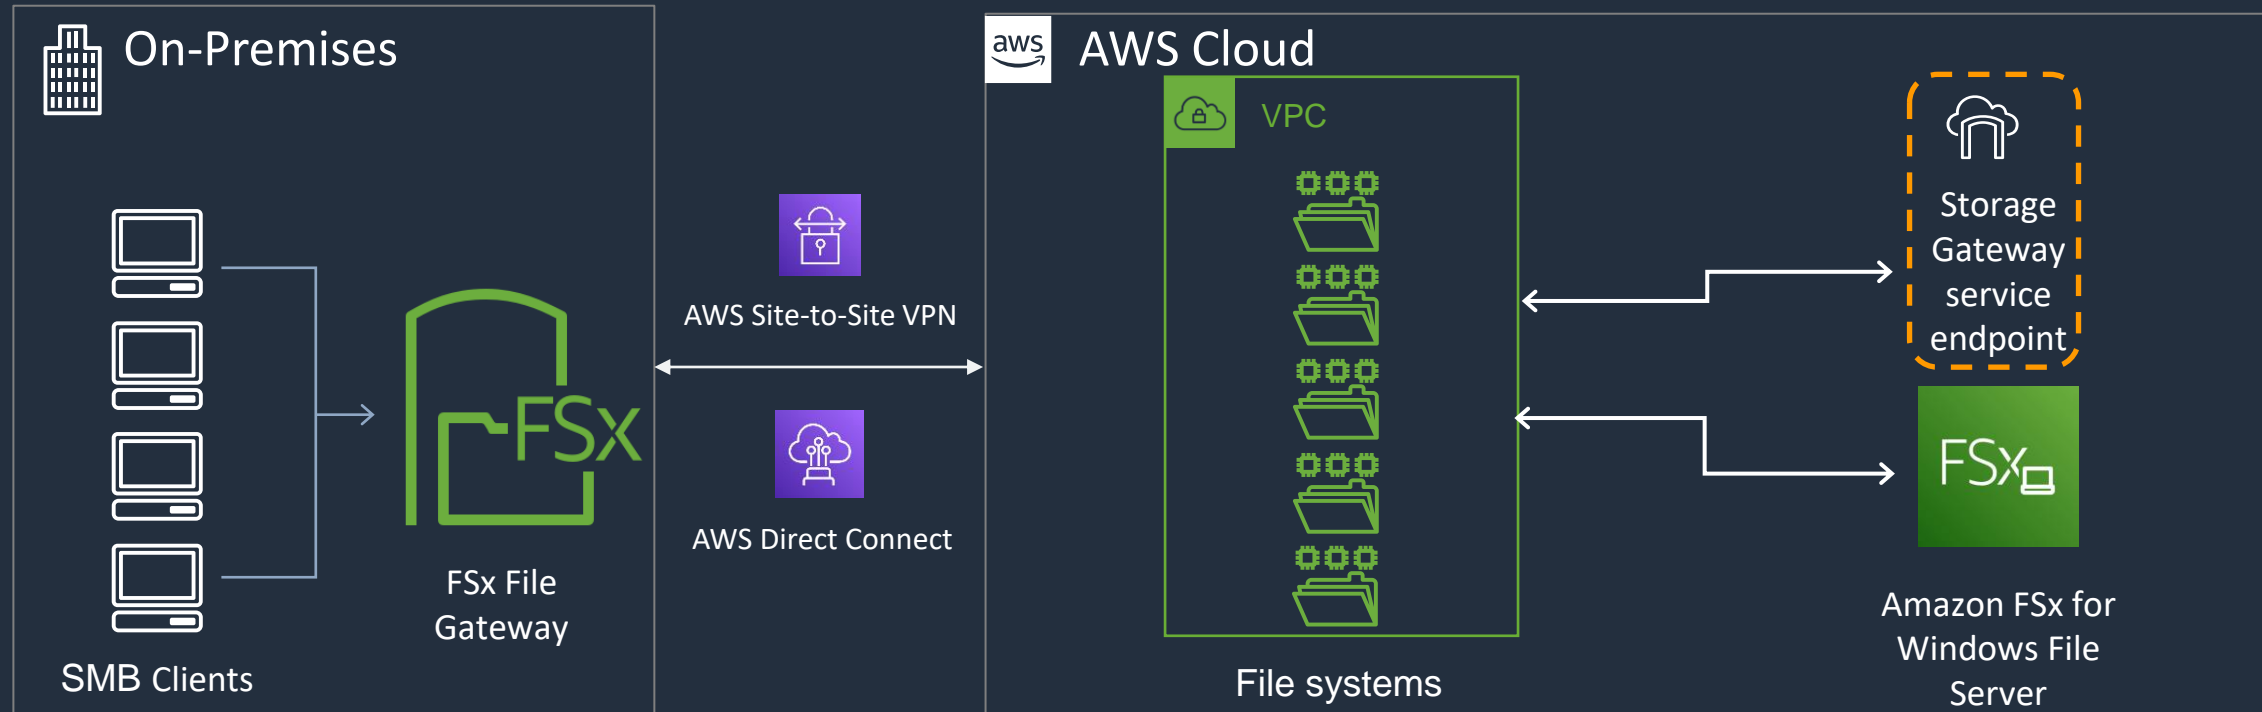 On-Premises
SMB Clients
FSx
FSx File
Gateway
AWS Site-to-Site VPN
AWS Direct Connect
aws
AWS Cloud
VPC
File systems
Storage
Gateway
service
endpoint
FSx
Amazon FSx for
Windows File
Server